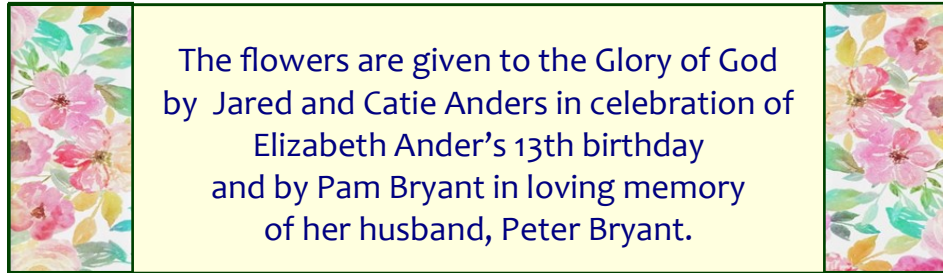 The flowers are given to the Glory of God
by Jared and Catie Anders in celebration of
Elizabeth Ander’s 13th birthday
and by Pam Bryant in loving memory
of her husband, Peter Bryant.